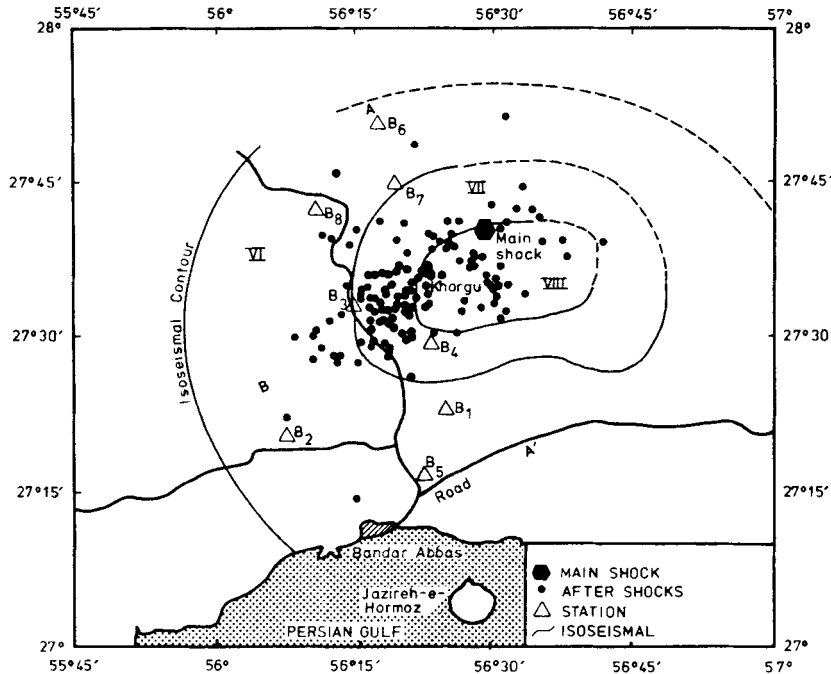 55°45′ 56° 56°15′ 56°30′ 56°45′ 57°
28° 28°
A
B6
27°45′ VII 27°45′
B7
B8
Main
shock
VI
Khorgu VIII
B3
Isoseismal Contour
27°30′ 27°30′
B4
B
B1
B2
A′
B5
Road
27°15′ 27°15′
Bandar Abbas
MAIN SHOCK
Jazireh-e-
Hormoz
AFTER SHOCKS
STATION
PERSIAN GULF
ISOSEISMAL
27° 27°
55°45′ 56° 56°15′ 56°30′ 56°45′ 57°